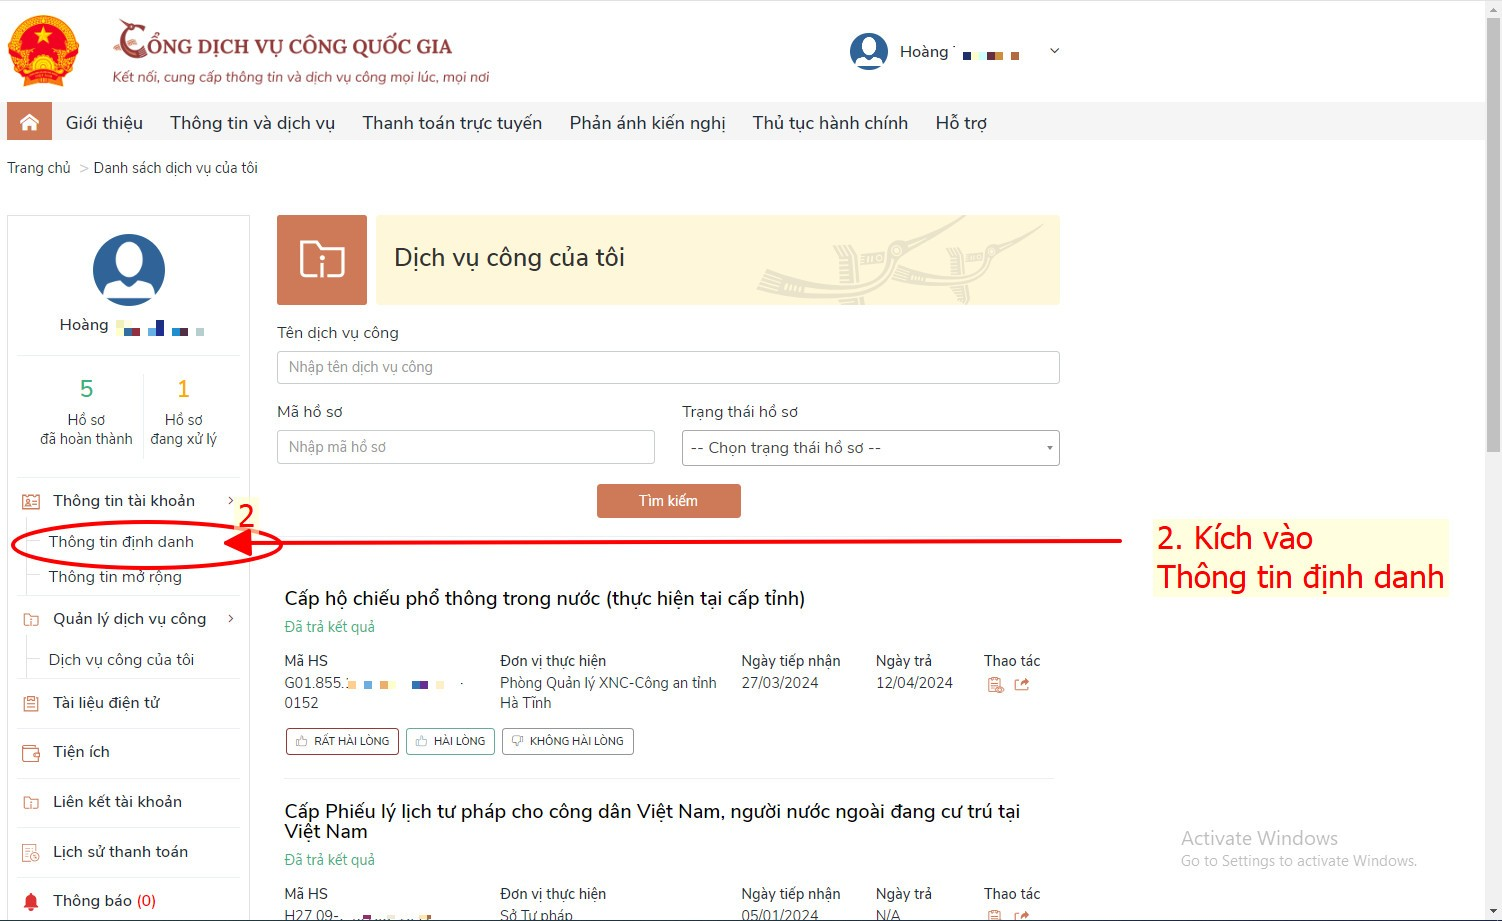 CỔNG DỊCH VỤ CÔNG QUỐC GIA
Kết nối, cung cấp thông tin và dịch vụ công mọi lúc, mọi nơi
Hoàng
Giới thiệu Thông tin và dịch vụ Thanh toán trực tuyến Phản ánh kiến nghị Thủ tục hành chính Hỗ trợ
Trang chủ > Danh sách dịch vụ của tôi
Hoàng
5 1
Hồ sơ Hồ sơ
đã hoàn thành đang xử lý
Thông tin tài khoản >
2
Thông tin định danh
Thông tin mở rộng
Quản lý dịch vụ công >
Dịch vụ công của tôi
Tài liệu điện tử
Tiện ích
Liên kết tài khoản
Lịch sử thanh toán
Thông báo (0)
Dịch vụ công của tôi
Tên dịch vụ công
Nhập tên dịch vụ công
Mã hồ sơ Trạng thái hồ sơ
Nhập mã hồ sơ -- Chọn trạng thái hồ sơ --
Tìm kiếm
2. Kích vào
Thông tin định danh
Cấp hộ chiếu phổ thông trong nước (thực hiện tại cấp tỉnh)
Đã trả kết quả
Mã HS Đơn vị thực hiện Ngày tiếp nhận Ngày trả Thao tác
G01.855. Phòng Quản lý XNC-Công an tỉnh 27/03/2024 12/04/2024
0152 Hà Tĩnh
RẤT HÀI LÒNG HÀI LÒNG KHÔNG HÀI LÒNG
Cấp Phiếu lý lịch tư pháp cho công dân Việt Nam, người nước ngoài đang cư trú tại
Việt Nam
Đã trả kết quả
Mã HS Đơn vị thực hiện Ngày tiếp nhận Ngày trả Thao tác
H27.09- Sở Tư pháp 05/01/2024 N/A
Activate Windows
Go to Settings to activate Windows.